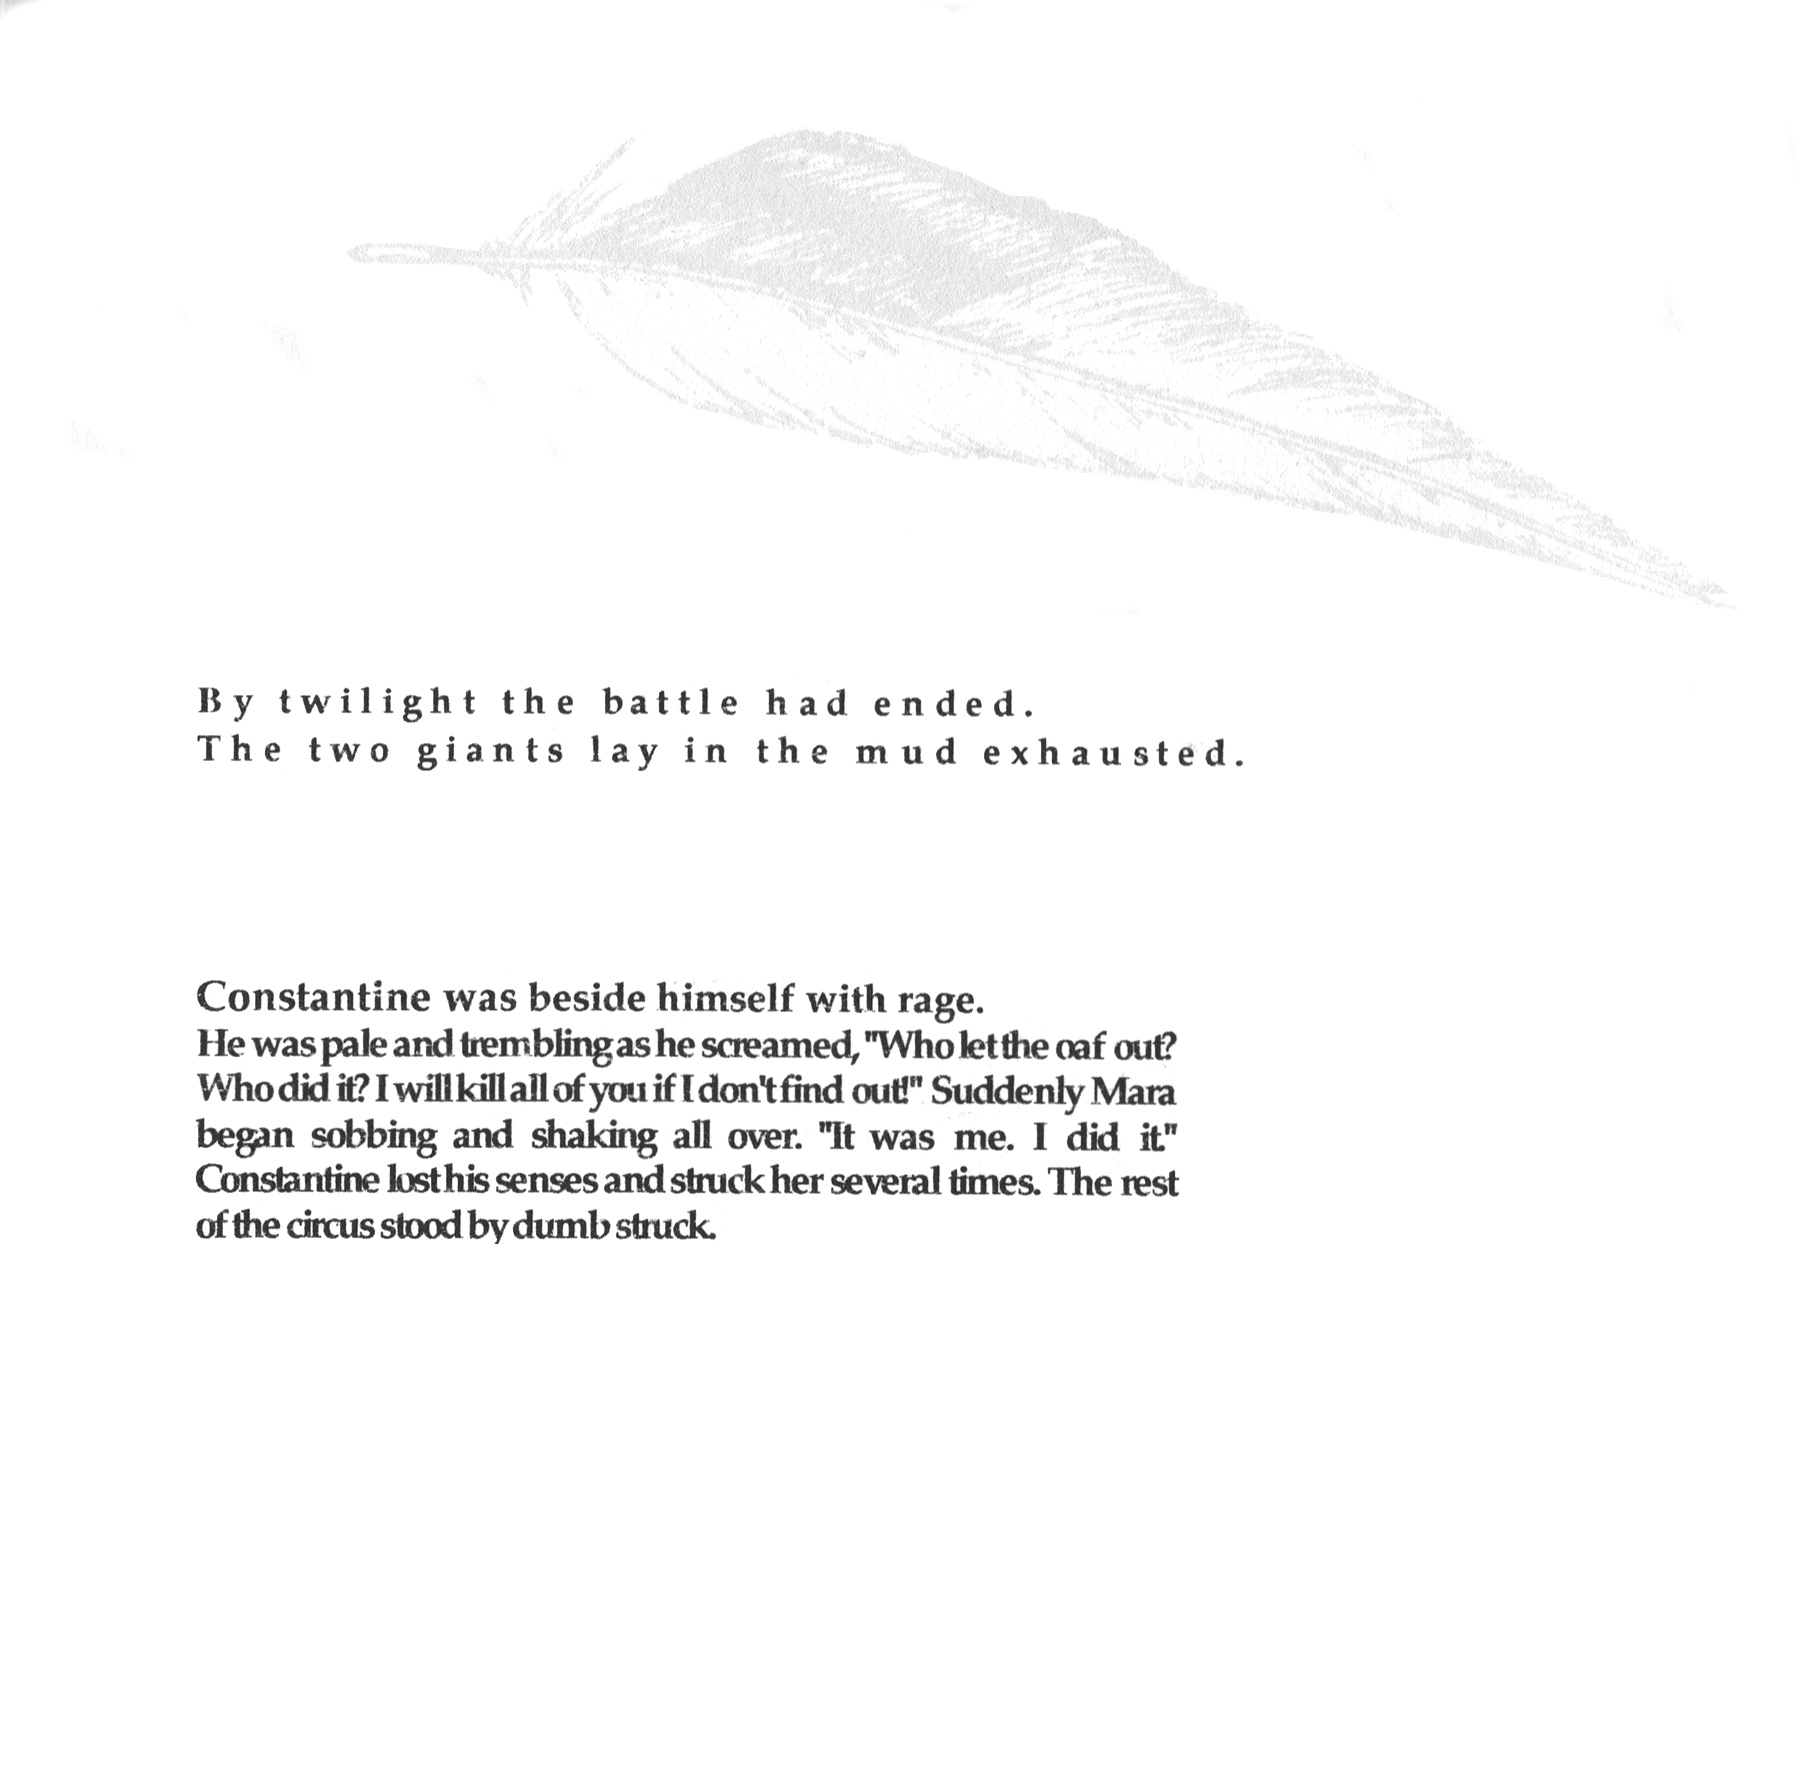 By twilight the battle had ended.
The two giants lay in the mud exhausted.
Constantine was beside himself with rage.
He was pale and trembling as he screamed, "Who let the oaf out?
Who did it? I will kill all of you if I don't find out!" Suddenly Mara
began sobbing and shaking all over. "It was me. I did it."
Constantine lost his senses and struck her several times. The rest
of the circus stood by dumb struck.